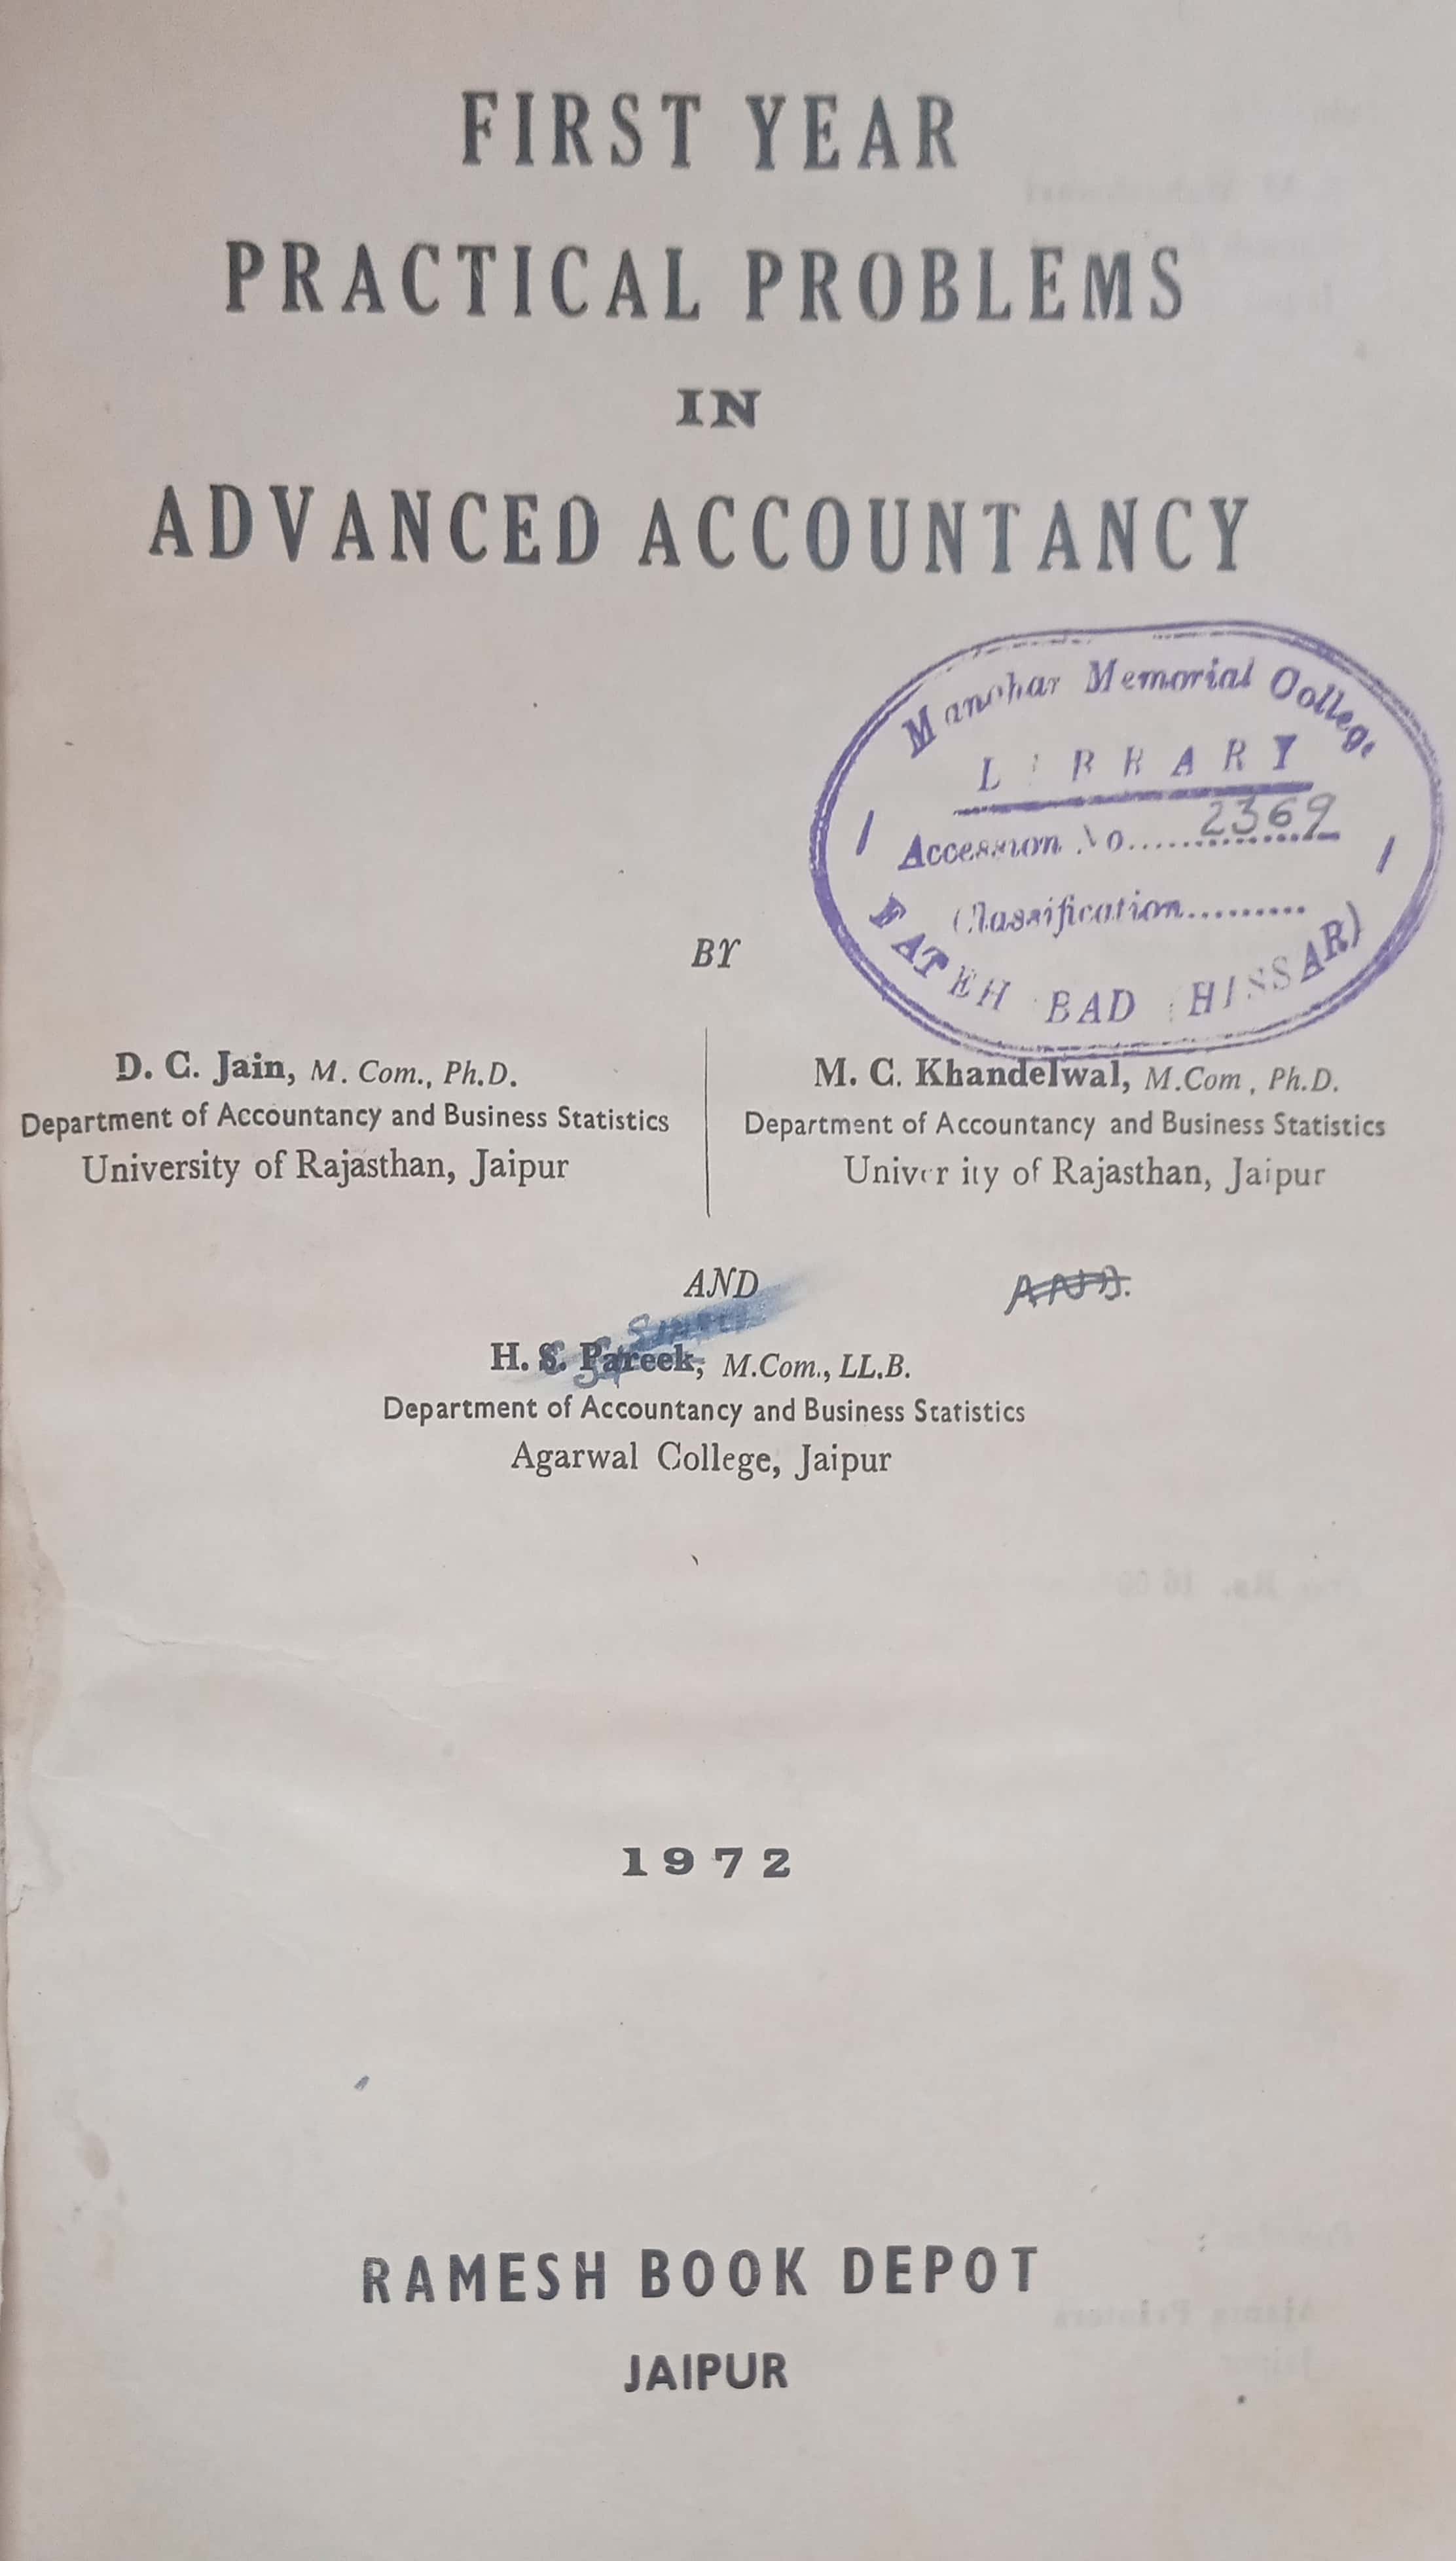 FIRST YEAR
PRACTICAL PROBLEMS
IN
ADVANCED ACCOUNTANCY
Manohar Memorial College
LIBRARY
Accession No......2369
Classification..........
FATEHABAD (HISSAR)
BY
D. C. Jain, M. Com., Ph.D.
Department of Accountancy and Business Statistics
University of Rajasthan, Jaipur
M. C. Khandelwal, M.Com., Ph.D.
Department of Accountancy and Business Statistics
University of Rajasthan, Jaipur
AND
AND.
H. S. Pareek, M.Com., LL.B.
Department of Accountancy and Business Statistics
Agarwal College, Jaipur
1972
RAMESH BOOK DEPOT
JAIPUR